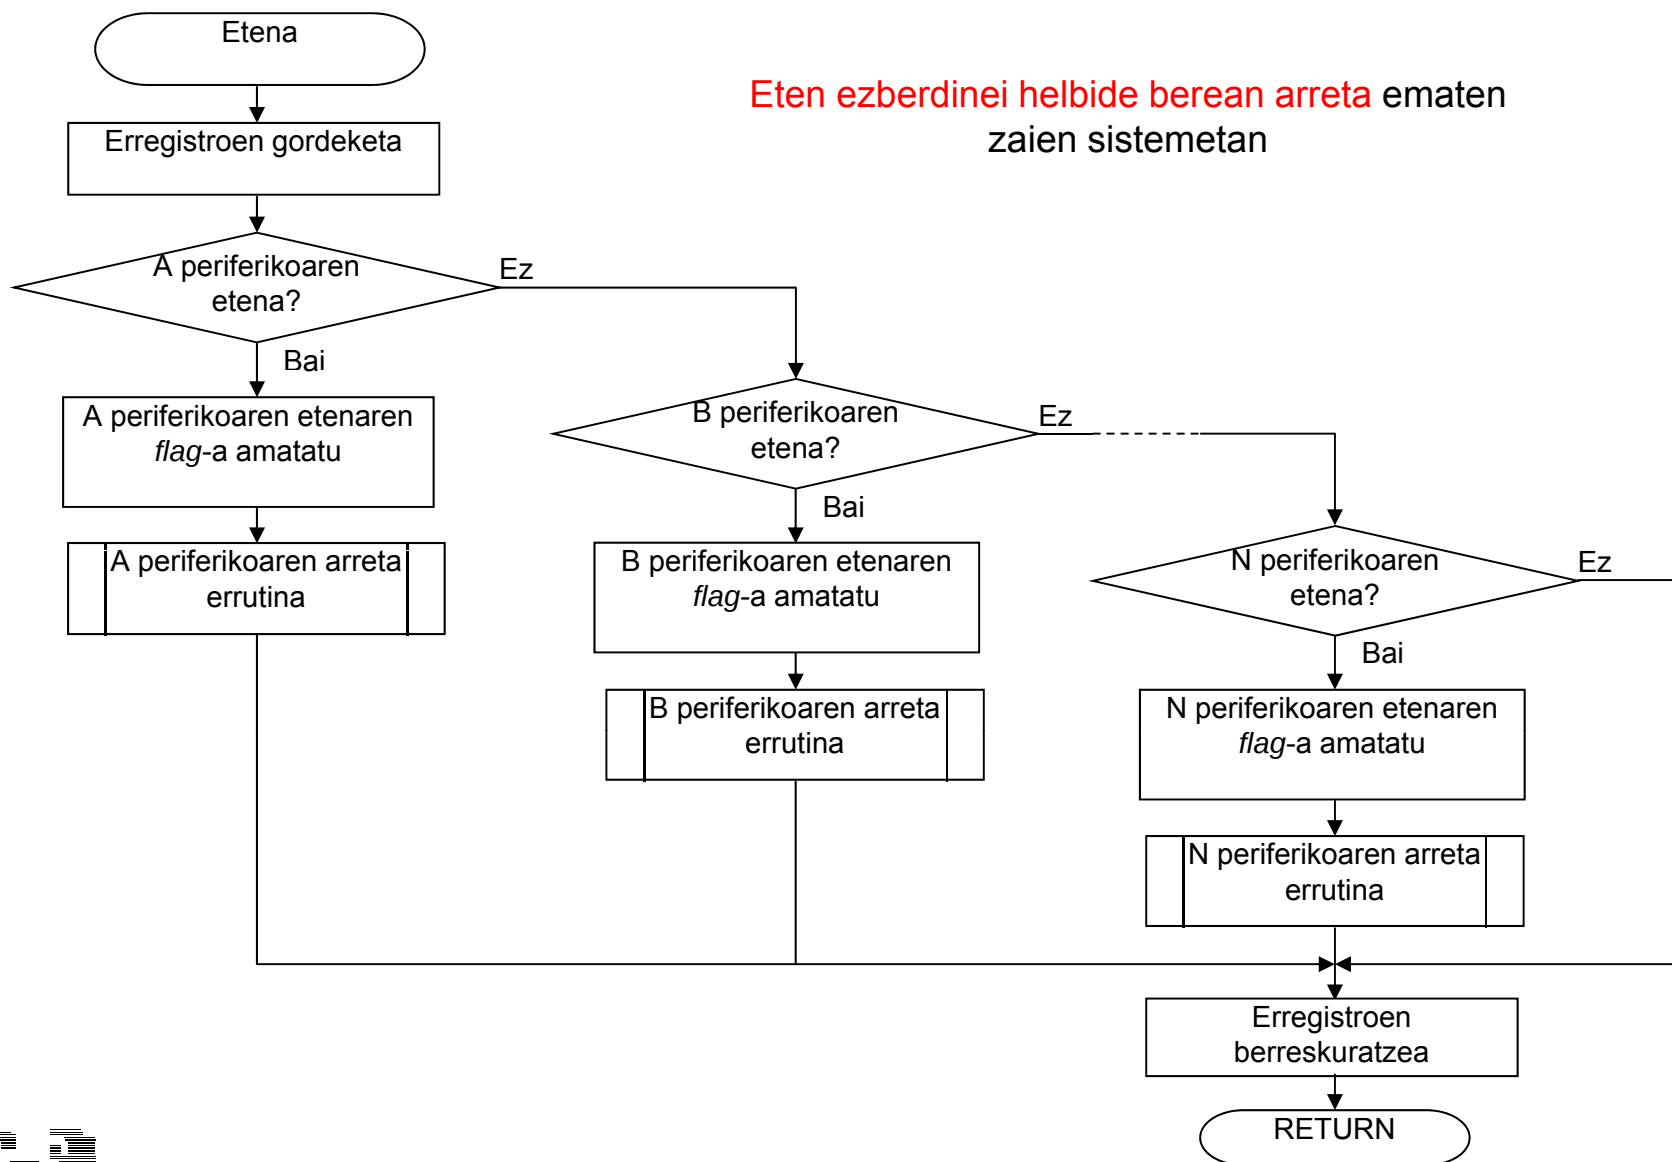 Etena
Eten ezberdinei helbide berean arreta ematen
zaien sistemetan
Erregistroen gordeketa
A periferikoaren
etena?
Ez
Bai
A periferikoaren etenaren
flag-a amatatu
A periferikoaren arreta
errutina
B periferikoaren
etena?
Ez
Bai
B periferikoaren etenaren
flag-a amatatu
B periferikoaren arreta
errutina
N periferikoaren
etena?
Ez
Bai
N periferikoaren etenaren
flag-a amatatu
N periferikoaren arreta
errutina
Erregistroen
berreskuratzea
RETURN